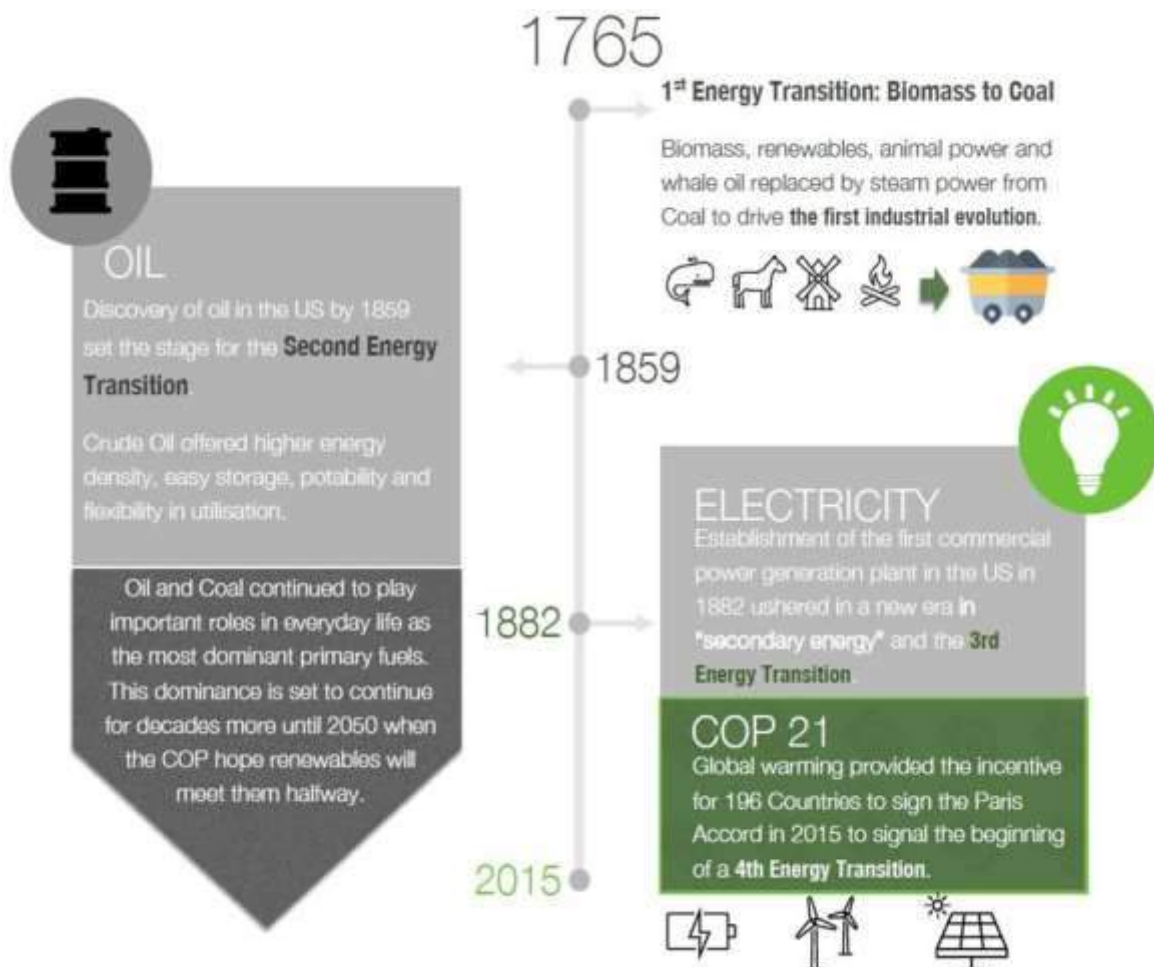 1765
1st Energy Transition: Biomass to Coal
Biomass, renewables, animal power and
whale oil replaced by steam power from
Coal to drive the first industrial evolution.
OIL
Discovery of oil in the US by 1859
set the stage for the Second Energy
Transition
Crude Oil offered higher energy
density, easy storage, potability and
flexibility in utilisation.
1859
Oil and Coal continued to play
important roles in everyday life as
the most dominant primary fuels.
This dominance is set to continue
for decades more until 2050 when
the COP hope renewables will
meet them halfway.
ELECTRICITY
Establishment of the first commercial
power generation plant in the US in
1882 ushered in a new era in
"secondary energy" and the 3rd
Energy Transition
1882
COP 21
Global warming provided the incentive
for 196 Countries to sign the Paris
Accord in 2015 to signal the beginning
of a 4th Energy Transition.
2015